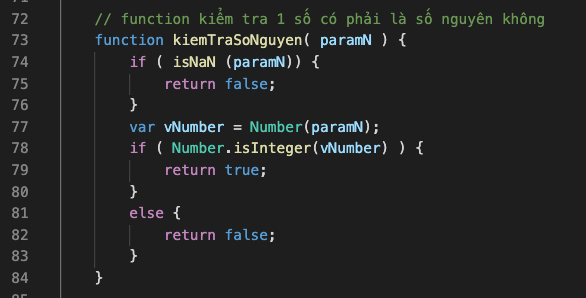 72 // function kiểm tra 1 số có phải là số nguyên không
73 function kiemTraSoNguyen( paramN ) {
74 if ( isNaN (paramN)) {
75 return false;
76 }
77 var vNumber = Number(paramN);
78 if ( Number.isInteger(vNumber) ) {
79 return true;
80 }
81 else {
82 return false;
83 }
84 }